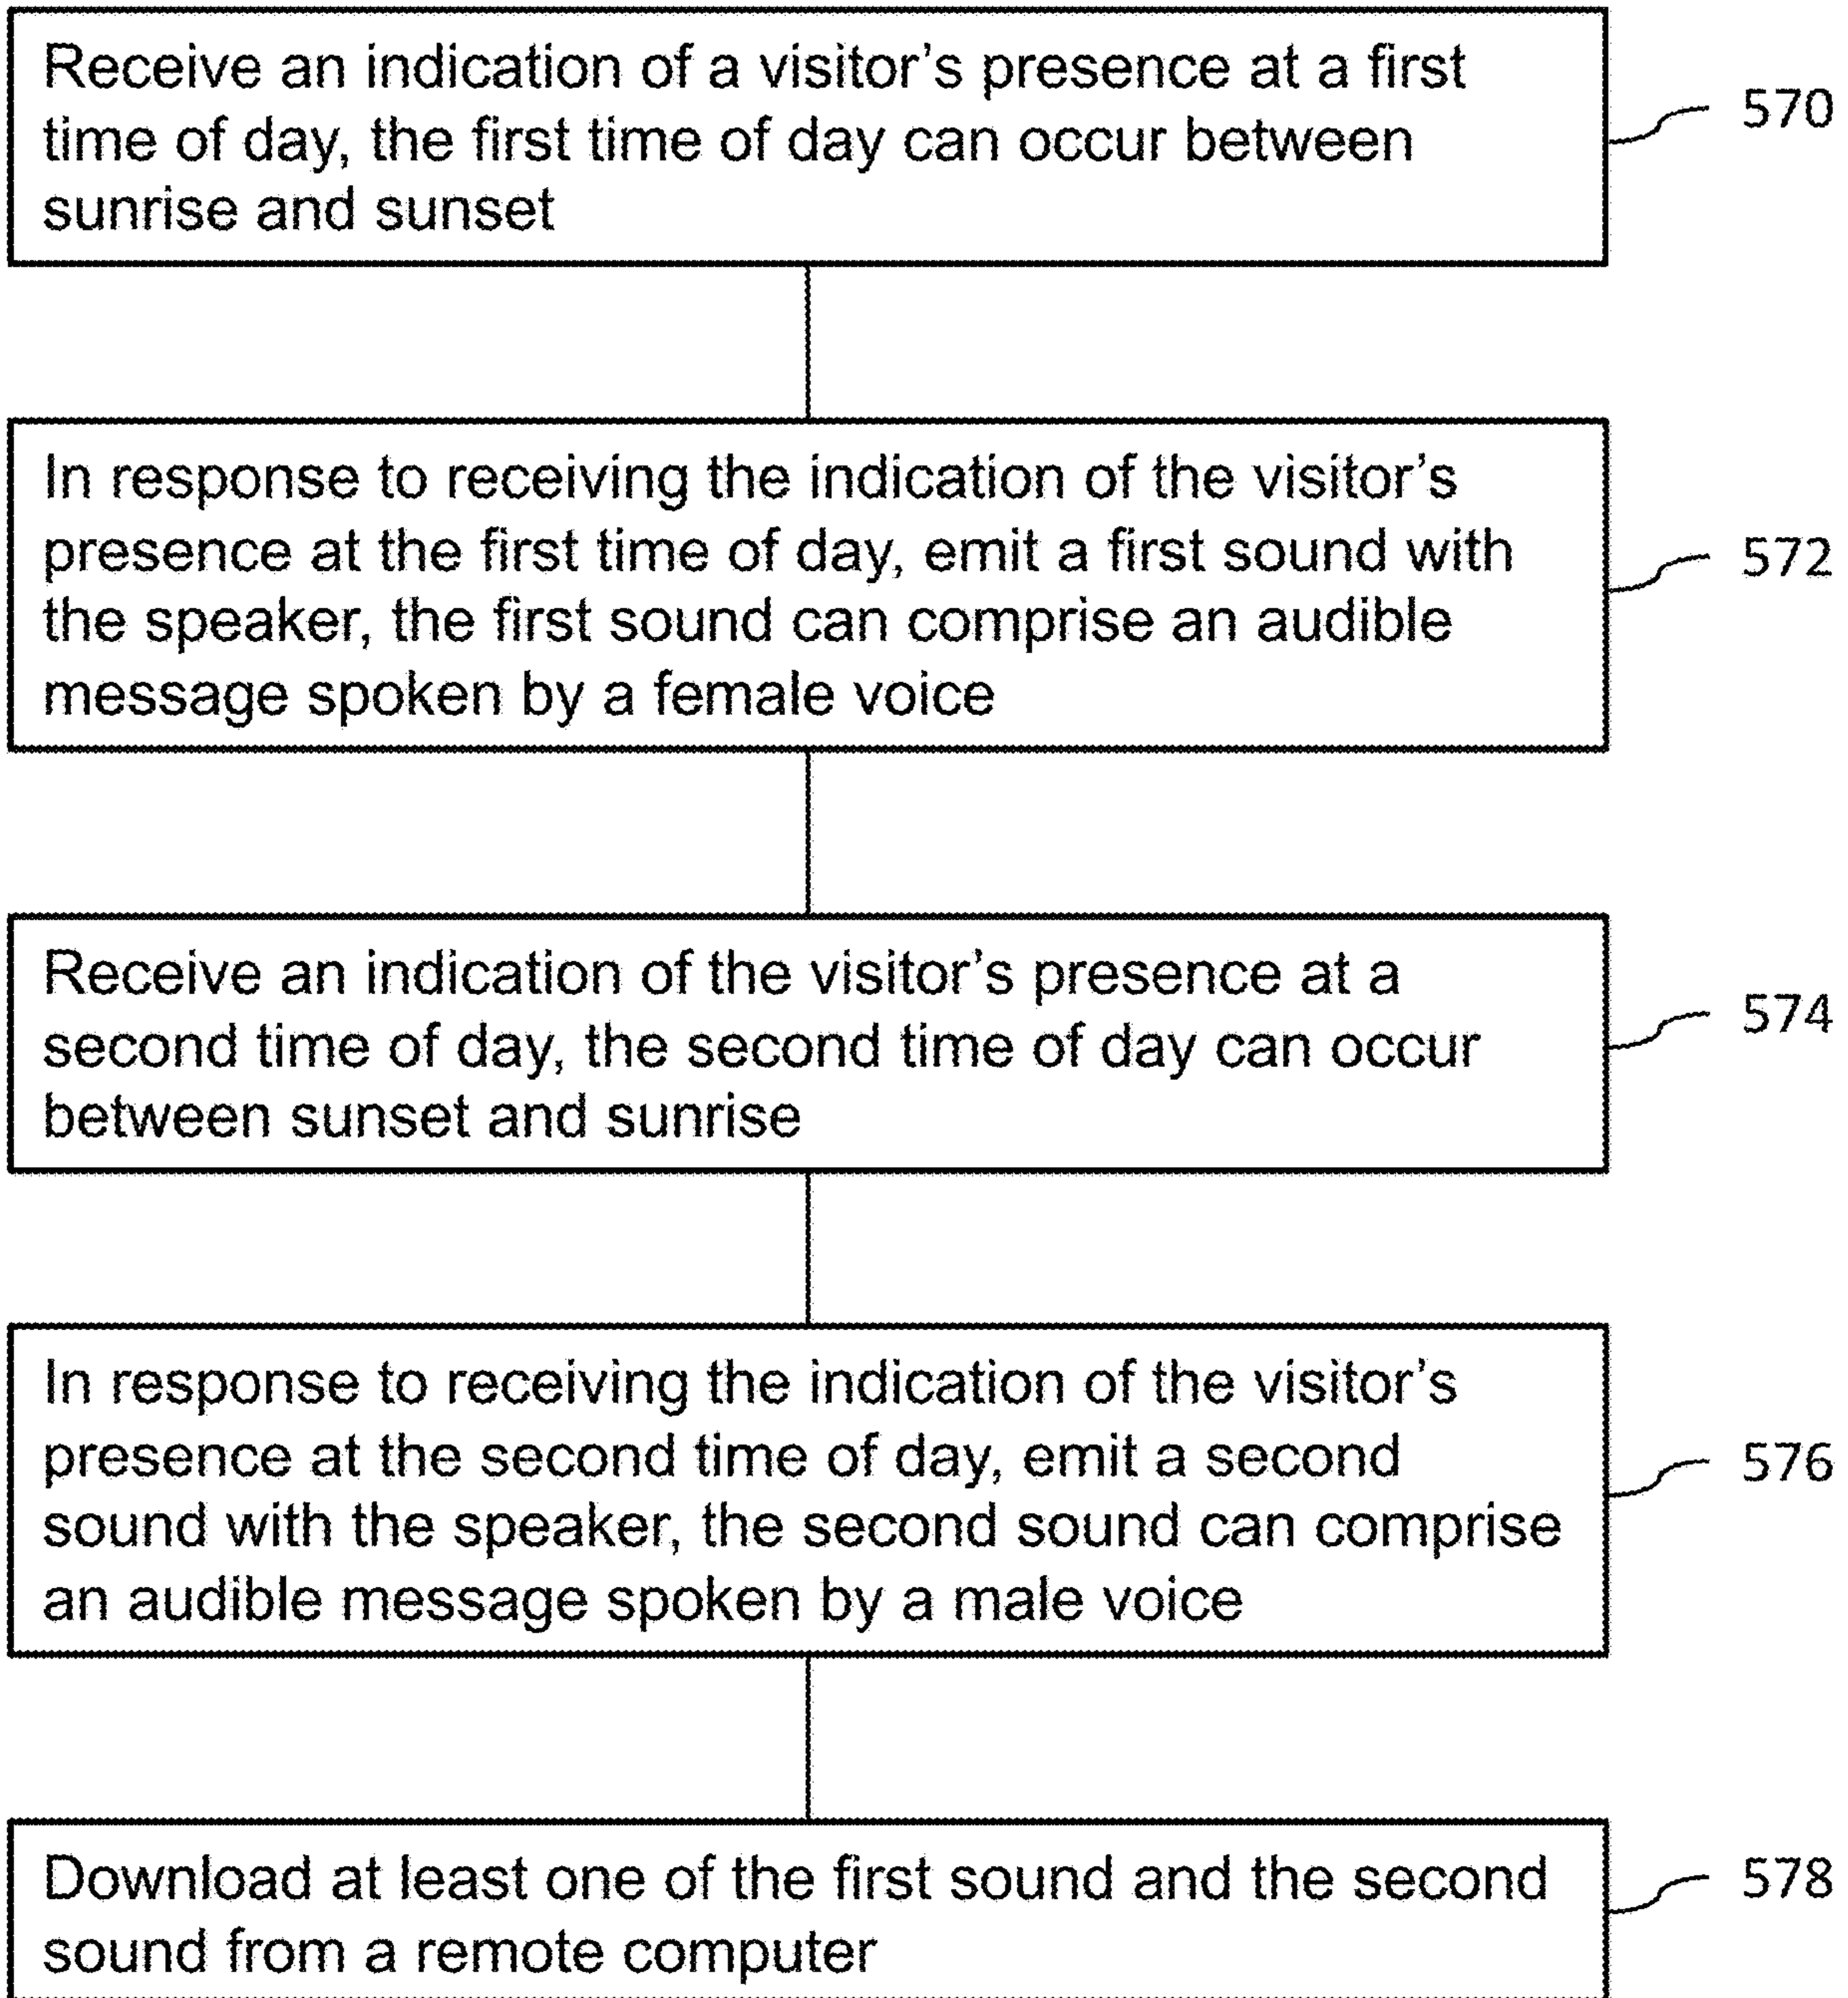 Receive an indication of a visitor's presence at a first
time of day, the first time of day can occur between
sunrise and sunset
570
In response to receiving the indication of the visitor's
presence at the first time of day, emit a first sound with
the speaker, the first sound can comprise an audible
message spoken by a female voice
572
Receive an indication of the visitor's presence at a
second time of day, the second time of day can occur
between sunset and sunrise
574
In response to receiving the indication of the visitor's
presence at the second time of day, emit a second
sound with the speaker, the second sound can comprise
an audible message spoken by a male voice
576
Download at least one of the first sound and the second
sound from a remote computer
578